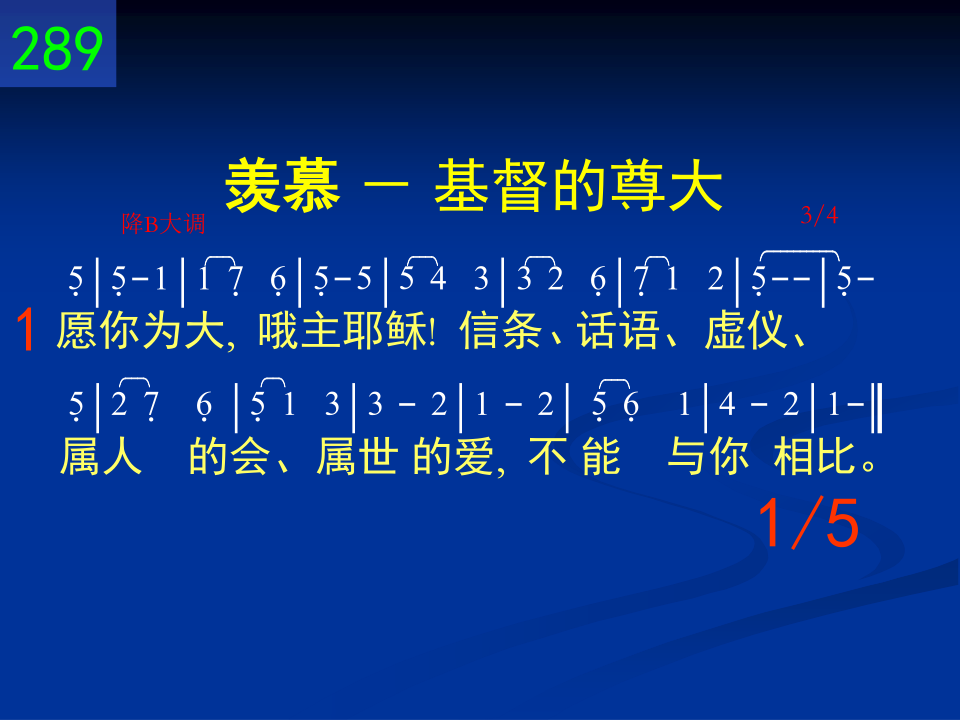 289
羡慕 － 基督的尊大
降B大调 3/4
5̣|5̣-1|1 7̣ 6̣|5̣-5|5 4 3|3 2 6̣|7̣ 1 2|5̣--|5̣-
1 愿你为大, 哦主耶稣! 信条、话语、虚仪、
5̣|2 7̣ 6̣|5̣ 1 3|3 - 2|1 - 2|5̣ 6̣ 1|4 - 2|1-‖
属人 的会、属世 的爱, 不 能 与你 相比。
1/5